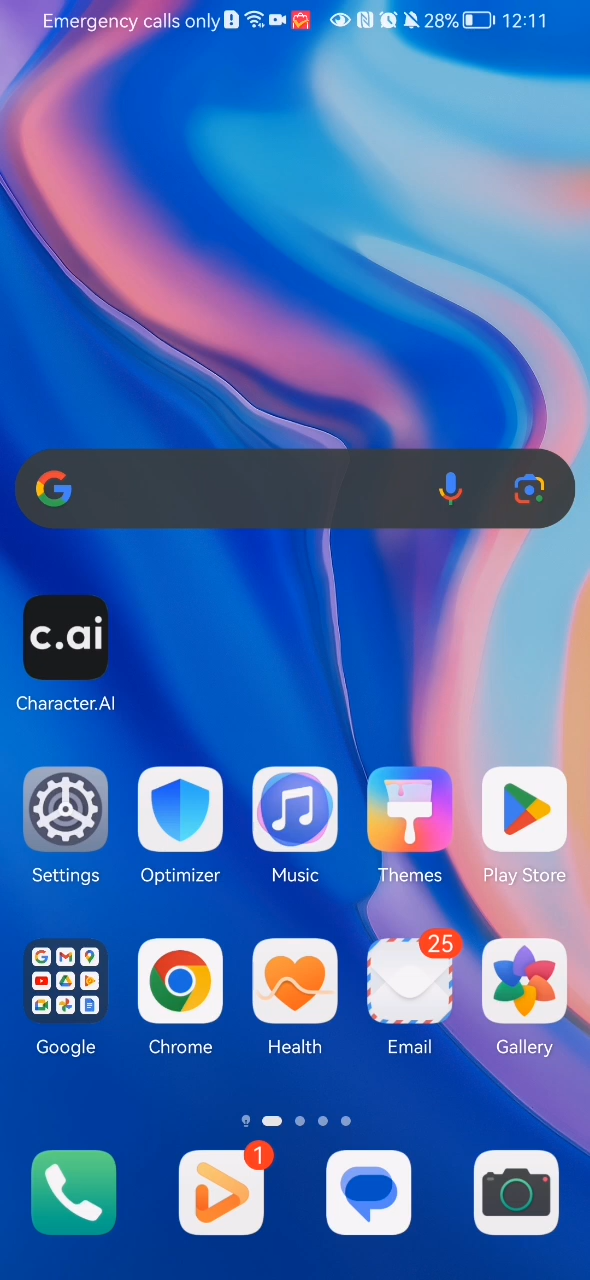 Emergency calls only 28% 12:11
c.ai
Character.AI
Settings Optimizer Music Themes Play Store
25
Google Chrome Health Email Gallery
1